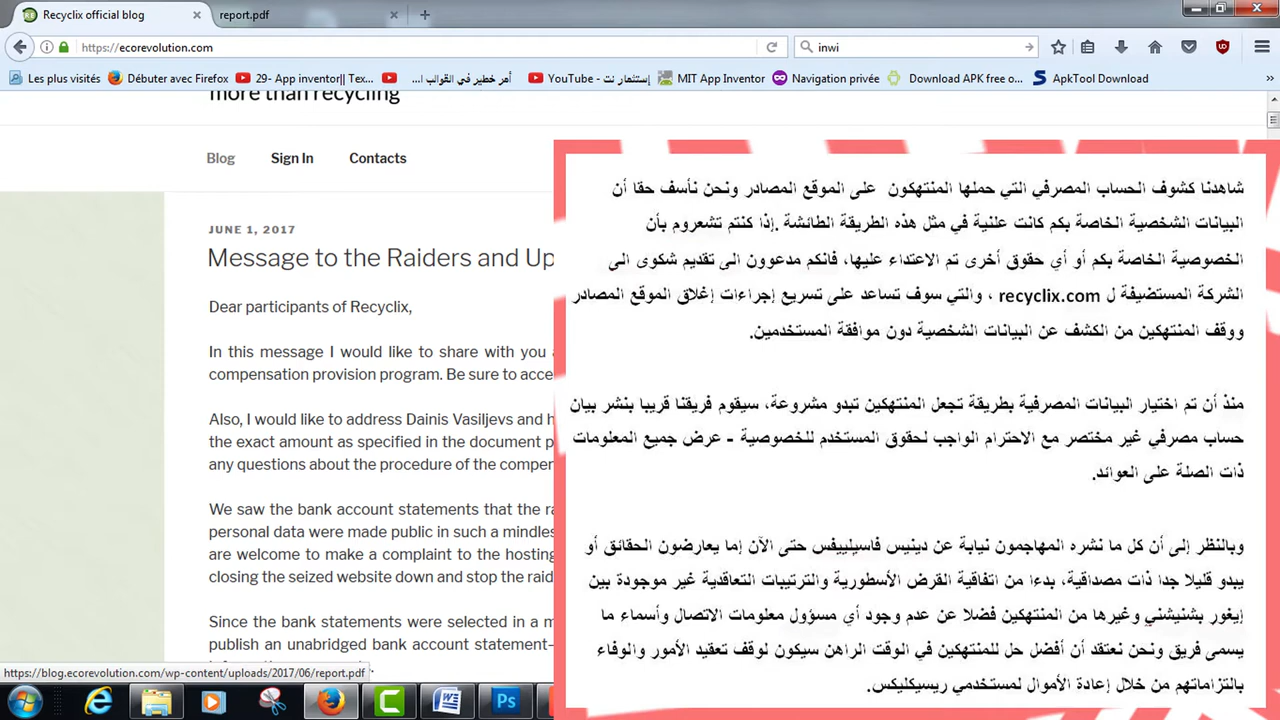 Recyclix official blog
report.pdf
https://ecorevolution.com
inwi
Les plus visités
Débuter avec Firefox
29- App inventor|| Tex...
أمر خطير في القوالب ا...
YouTube - إستثمار نت
MIT App Inventor
Navigation privée
Download APK free o...
ApkTool Download
more than recycling
Blog
Sign In
Contacts
JUNE 1, 2017
Message to the Raiders and Up
Dear participants of Recyclix,
In this message I would like to share with you a
compensation provision program. Be sure to acce
Also, I would like to address Dainis Vasiljevs and h
the exact amount as specified in the document p
any questions about the procedure of the compen
We saw the bank account statements that the ra
personal data were made public in such a mindles
are welcome to make a complaint to the hosting
closing the seized website down and stop the raid
Since the bank statements were selected in a m
publish an unabridged bank account statement–
شاهدنا كشوف الحساب المصرفي التي حملها المنتهكون على الموقع المصادر ونحن نأسف حقا أن
البيانات الشخصية الخاصة بكم كانت علنية في مثل هذه الطريقة الطائشة .إذا كنتم تشعروم بأن
الخصوصية الخاصة بكم أو أي حقوق أخرى تم الاعتداء عليها، فانكم مدعوون الى تقديم شكوى الى
الشركة المستضيفة ل recyclix.com ، والتي سوف تساعد على تسريع إجراءات إغلاق الموقع المصادر
ووقف المنتهكين من الكشف عن البيانات الشخصية دون موافقة المستخدمين.
منذ أن تم اختيار البيانات المصرفية بطريقة تجعل المنتهكين تبدو مشروعة، سيقوم فريقنا قريبا بنشر بيان
حساب مصرفي غير مختصر مع الاحترام الواجب لحقوق المستخدم للخصوصية - عرض جميع المعلومات
ذات الصلة على العوائد.
وبالنظر إلى أن كل ما نشره المهاجمون نيابة عن دينيس فاسيلييفس حتى الآن إما يعارضون الحقائق أو
يبدو قليلا جدا ذات مصداقية، بدءا من اتفاقية القرض الأسطورية والترتيبات التعاقدية غير موجودة بين
إيغور بشنيشني وغيرها من المنتهكين فضلا عن عدم وجود أي مسؤول معلومات الاتصال وأسماء ما
يسمى فريق ونحن نعتقد أن أفضل حل للمنتهكين في الوقت الراهن سيكون لوقف تعقيد الأمور والوفاء
بالتزاماتهم من خلال إعادة الأموال لمستخدمي ريسيكليكس.
https://blog.ecorevolution.com/wp-content/uploads/2017/06/report.pdf